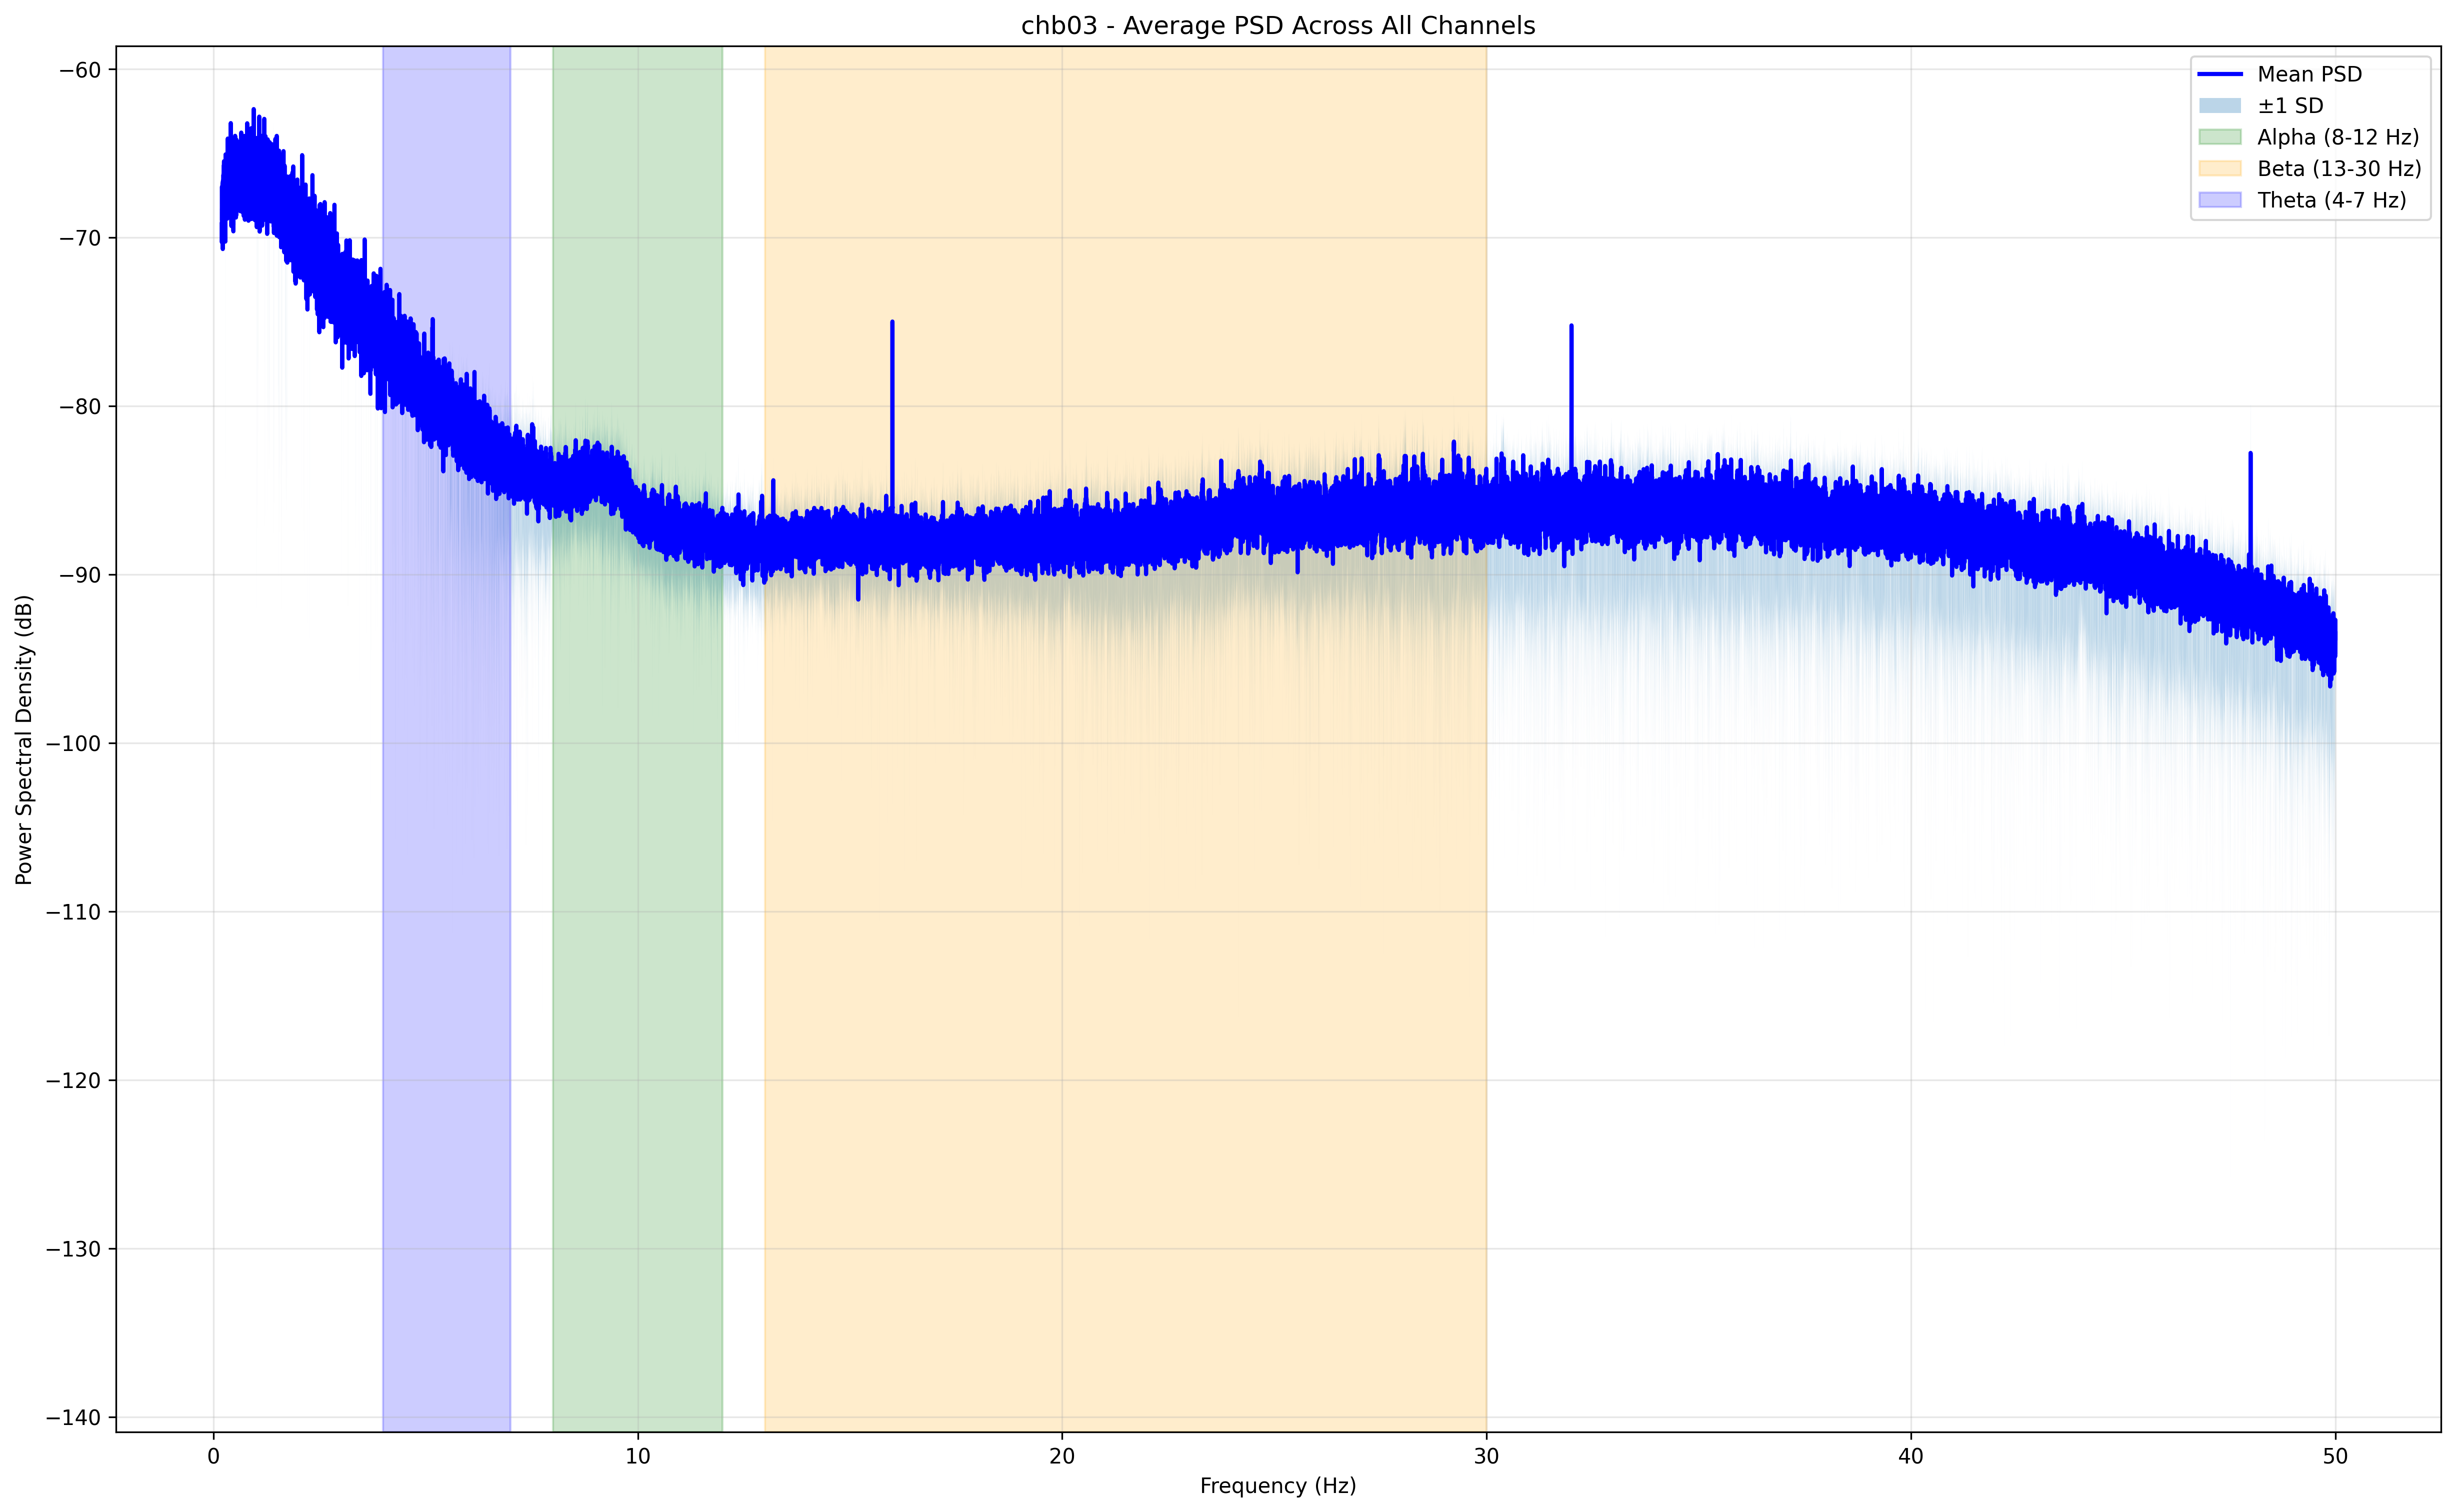 chb03 - Average PSD Across All Channels
Mean PSD
±1 SD
Alpha (8-12 Hz)
Beta (13-30 Hz)
Theta (4-7 Hz)
Power Spectral Density (dB)
−60
−70
−80
−90
−100
−110
−120
−130
−140
0
10
20
30
40
50
Frequency (Hz)